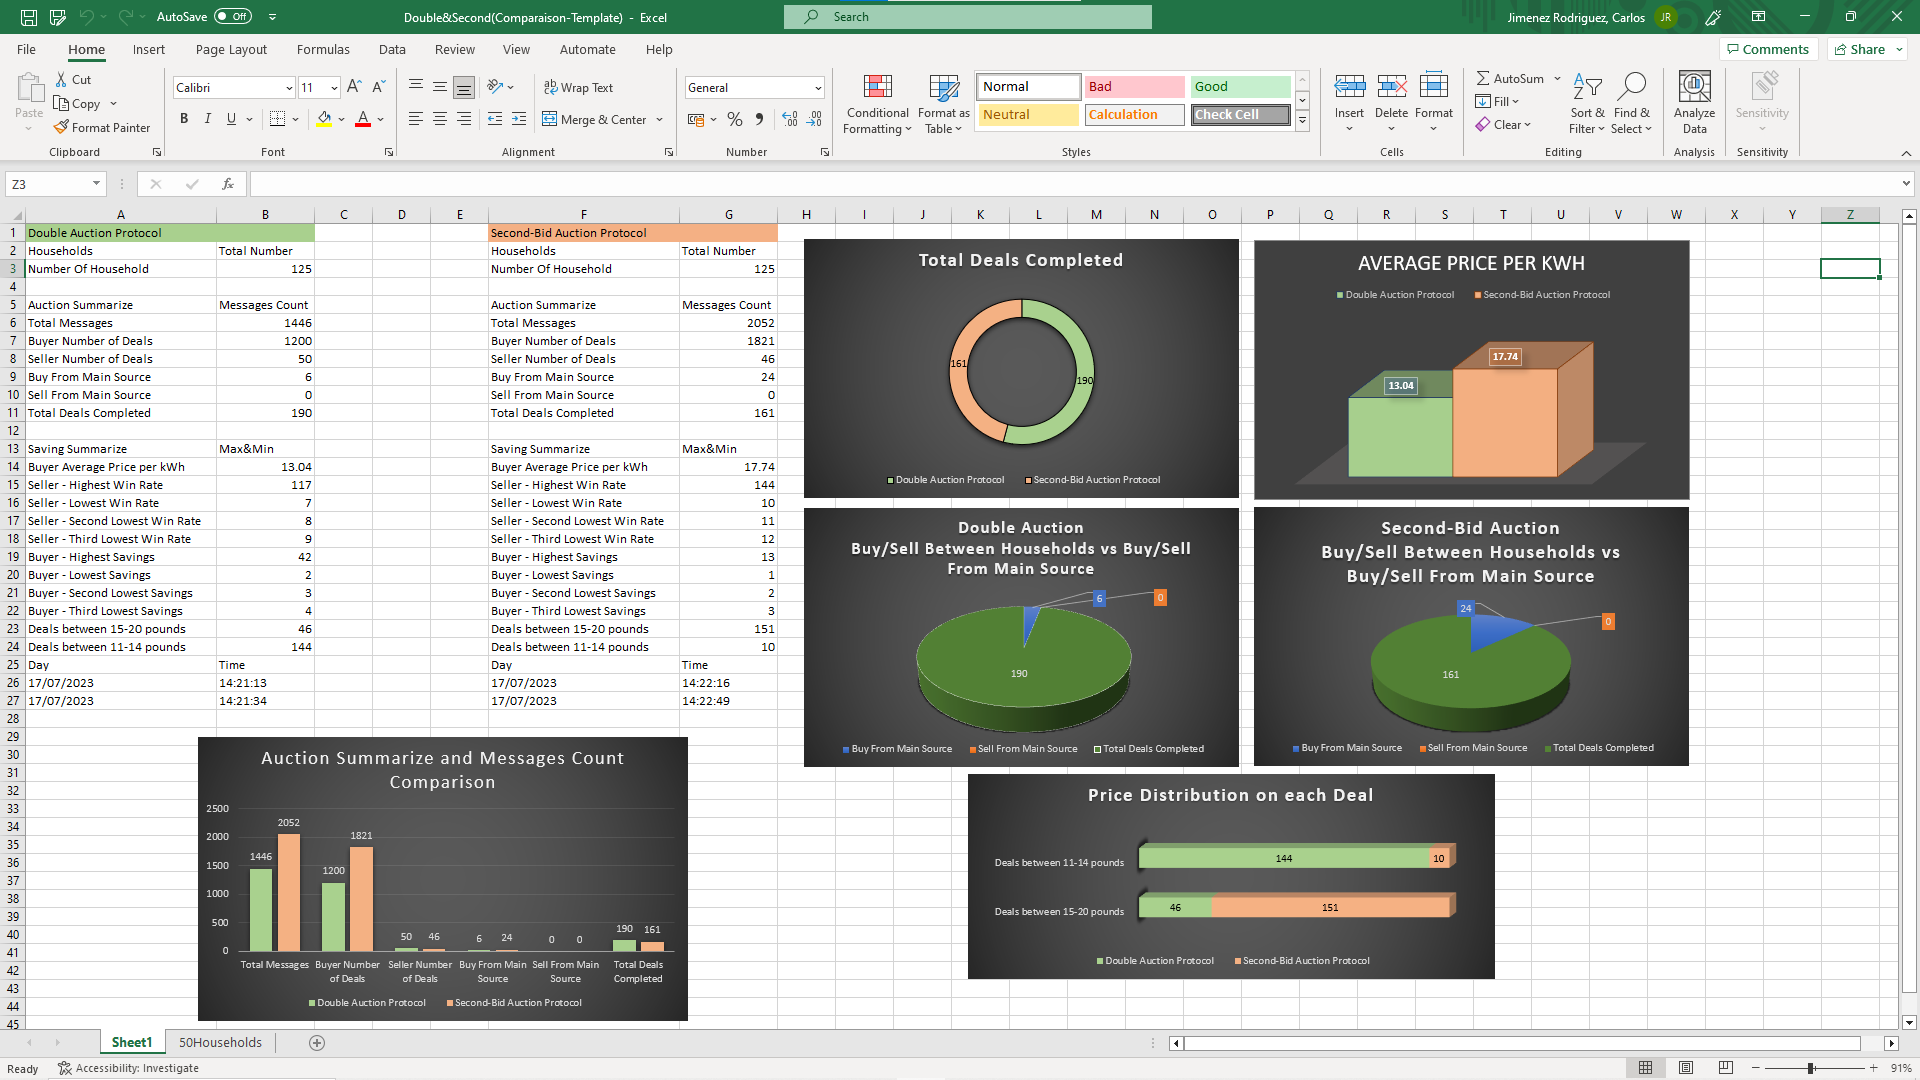 AutoSave Off Double&Second(Comparaison-Template) - Excel Search Jimenez Rodriguez, Carlos JR
File Home Insert Page Layout Formulas Data Review View Automate Help Comments Share
Paste Cut Copy Format Painter Clipboard
Calibri 11 B I U A Font
Wrap Text Merge & Center Alignment
General % Number
Conditional Formatting Format as Table Normal Bad Good Neutral Calculation Check Cell Styles
Insert Delete Format Cells
AutoSum Fill Clear Sort & Filter Find & Select Editing
Analyze Data Analysis
Sensitivity Sensitivity
Z3 fx
A B C D E F G H I J K L M N O P Q R S T U V W X Y Z
1 Double Auction Protocol Second-Bid Auction Protocol
2 Households Total Number Households Total Number
3 Number Of Household 125 Number Of Household 125
4
5 Auction Summarize Messages Count Auction Summarize Messages Count
6 Total Messages 1446 Total Messages 2052
7 Buyer Number of Deals 1200 Buyer Number of Deals 1821
8 Seller Number of Deals 50 Seller Number of Deals 46
9 Buy From Main Source 6 Buy From Main Source 24
10 Sell From Main Source 0 Sell From Main Source 0
11 Total Deals Completed 190 Total Deals Completed 161
12
13 Saving Summarize Max&Min Saving Summarize Max&Min
14 Buyer Average Price per kWh 13.04 Buyer Average Price per kWh 17.74
15 Seller - Highest Win Rate 117 Seller - Highest Win Rate 144
16 Seller - Lowest Win Rate 7 Seller - Lowest Win Rate 10
17 Seller - Second Lowest Win Rate 8 Seller - Second Lowest Win Rate 11
18 Seller - Third Lowest Win Rate 9 Seller - Third Lowest Win Rate 12
19 Buyer - Highest Savings 42 Buyer - Highest Savings 13
20 Buyer - Lowest Savings 2 Buyer - Lowest Savings 1
21 Buyer - Second Lowest Savings 3 Buyer - Second Lowest Savings 2
22 Buyer - Third Lowest Savings 4 Buyer - Third Lowest Savings 3
23 Deals between 15-20 pounds 46 Deals between 15-20 pounds 151
24 Deals between 11-14 pounds 144 Deals between 11-14 pounds 10
25 Day Time Day Time
26 17/07/2023 14:21:13 17/07/2023 14:22:16
27 17/07/2023 14:21:34 17/07/2023 14:22:49
28
29
30
31
32
33
34
35
36
37
38
39
40
41
42
43
44
45
Total Deals Completed
161
190
Double Auction Protocol Second-Bid Auction Protocol
AVERAGE PRICE PER KWH
Double Auction Protocol Second-Bid Auction Protocol
17.74
13.04
Double Auction
Buy/Sell Between Households vs Buy/Sell
From Main Source
6 0
190
Buy From Main Source Sell From Main Source Total Deals Completed
Second-Bid Auction
Buy/Sell Between Households vs
Buy/Sell From Main Source
24
0
161
Buy From Main Source Sell From Main Source Total Deals Completed
Auction Summarize and Messages Count
Comparison
2500
2000
1500
1000
500
0
1446 2052 1200 1821 50 46 6 24 0 0 190 161
Total Messages Buyer Number Seller Number Buy From Main Sell From Main Total Deals
of Deals of Deals Source Source Completed
Double Auction Protocol Second-Bid Auction Protocol
Price Distribution on each Deal
Deals between 11-14 pounds 144 10
Deals between 15-20 pounds 46 151
Double Auction Protocol Second-Bid Auction Protocol
Sheet1 50Households
Ready Accessibility: Investigate 91%